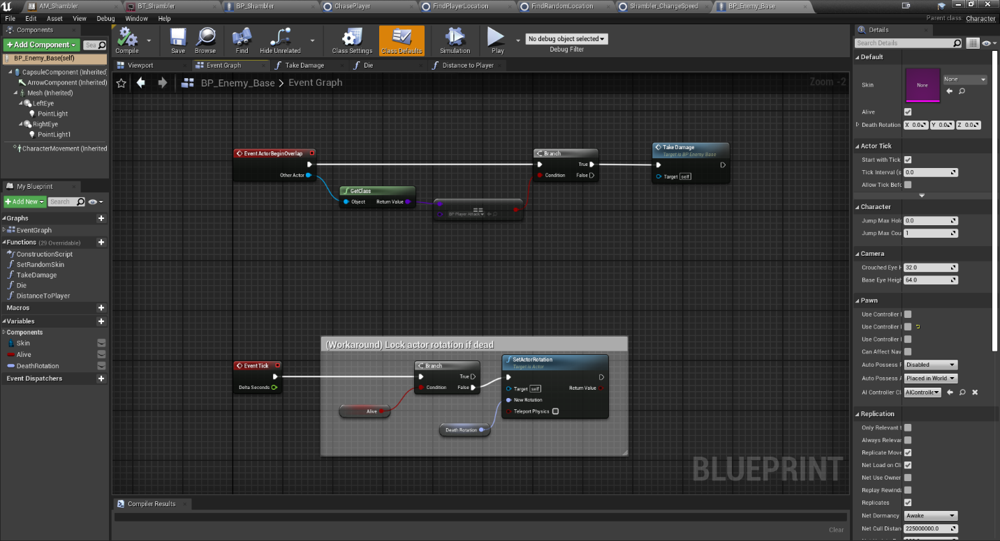 AM_Shambler
BT_Shambler
BP_Shambler
ChasePlayer
FindPlayerLocation
FindRandomLocation
Shambler_ChangeSpeed
BP_Enemy_Base
File Edit Asset View Debug Window Help
Parent class: Character
Components
+Add Component
Sea
BP_Enemy_Base(self)
CapsuleComponent (Inherited)
ArrowComponent (Inherited)
Mesh (Inherited)
LeftEye
PointLight
RightEye
PointLight1
CharacterMovement (Inherited
My Blueprint
+Add New
Search
Graphs
EventGraph
Functions (29 Overridable)
ConstructionScript
SetRandomSkin
TakeDamage
Die
DistanceToPlayer
Macros
Variables
Components
Skin
Alive
DeathRotation
Event Dispatchers
Compile
Save
Browse
Find
Hide Unrelated
Class Settings
Class Defaults
Simulation
Play
No debug object selected
Debug Filter
Viewport
Event Graph
Take Damage
Die
Distance to Player
BP_Enemy_Base > Event Graph
Zoom -2
Event ActorBeginOverlap
Other Actor
GetClass
Object Return Value
==
BP Player Attack
Branch
True
Condition False
Take Damage
Target is BP Enemy Base
Target self
(Workaround) Lock actor rotation if dead
Event Tick
Delta Seconds
Branch
True
Condition False
Alive
SetActorRotation
Target is Actor
Target self Return Value
New Rotation
Teleport Physics
Death Rotation
BLUEPRINT
Compiler Results
Clear
Details
Search Details
Default
Skin None None
Alive
Death Rotation X 0.0 Y 0.0 Z 0.0
Actor Tick
Start with Tick
Tick Interval (s 0.0
Allow Tick Befo
Character
Jump Max Hol 0.0
Jump Max Cou 1
Camera
Crouched Eye H 32.0
Base Eye Heigh 64.0
Pawn
Use Controller
Use Controller
Use Controller
Can Affect Nav
Auto Possess P Disabled
Auto Possess A Placed in World
AI Controller Cl AIControlle
Replication
Only Relevant t
Always Relevan
Replicate Move
Net Load on Cli
Net Use Owner
Replay Rewinda
Replicates
Net Dormancy Awake
Net Cull Distan 225000000.0